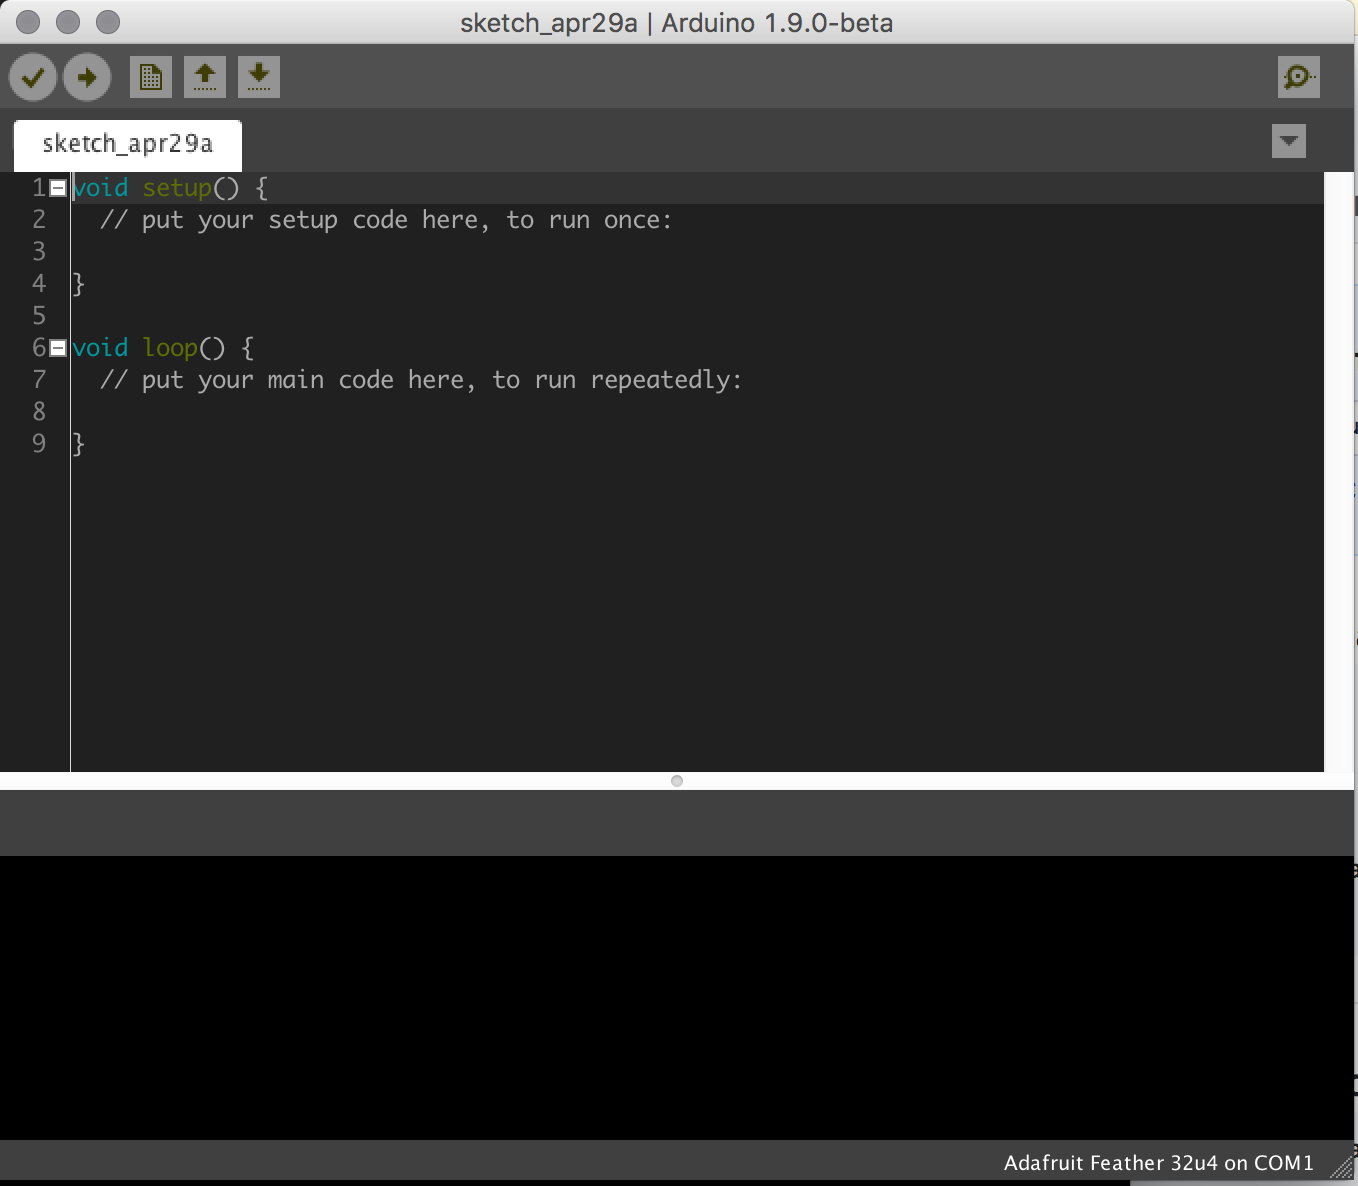 sketch_apr29a | Arduino 1.9.0-beta
sketch_apr29a
1 void setup() {
2 // put your setup code here, to run once:
3
4 }
5
6 void loop() {
7 // put your main code here, to run repeatedly:
8
9 }
Adafruit Feather 32u4 on COM1